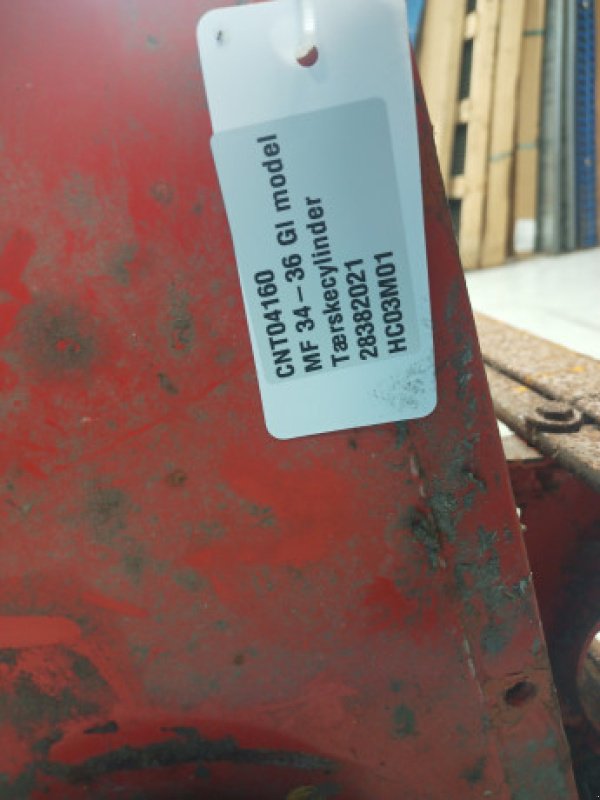 CNT04160
MF 34-36 Gl model
Tærskecylinder
28382021
HC03M01